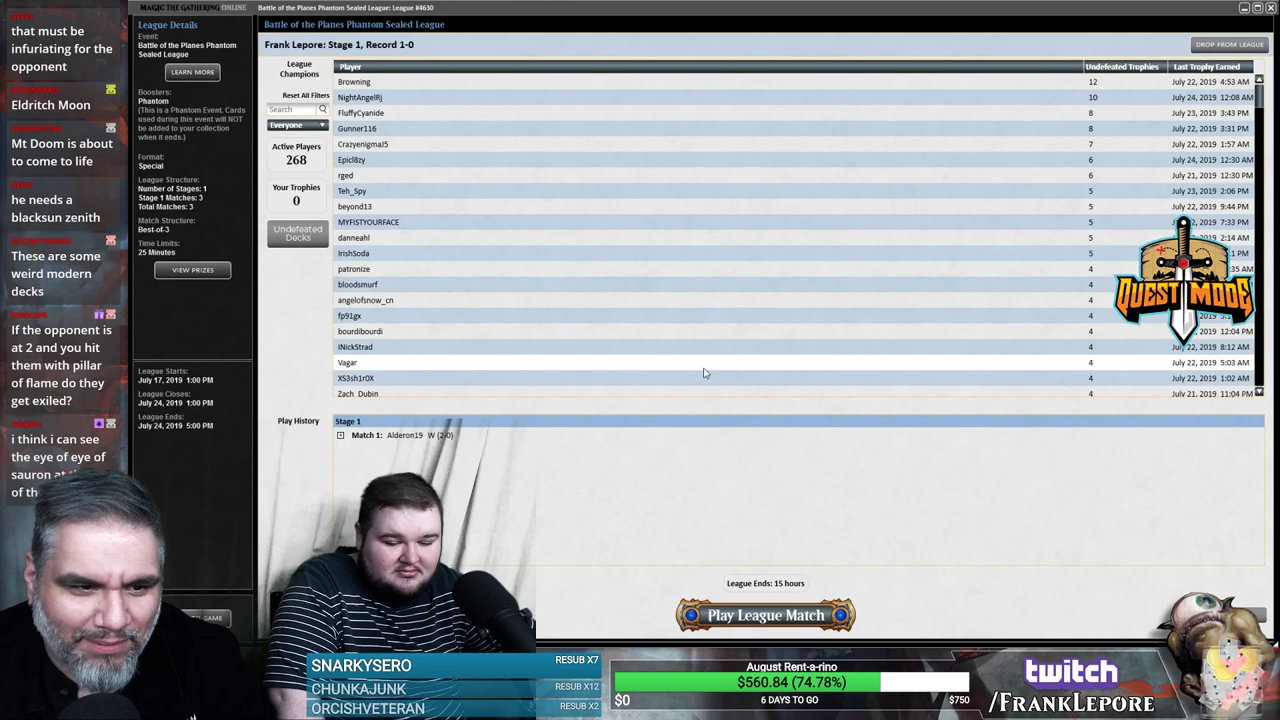 MAGIC THE GATHERING ONLINE
Battle of the Planes Phantom Sealed League: League #4630
that must be
infuriating for the
opponent
Eldritch Moon
Mt Doom is about
to come to life
he needs a
blacksun zenith
These are some
weird modern
decks
If the opponent is
at 2 and you hit
them with pillar
of flame do they
get exiled?
i think i can see
the eye of eye of
sauron at
of th
League Details
Event:
Battle of the Planes Phantom
Sealed League
LEARN MORE
Boosters:
Phantom
(This is a Phantom Event. Cards
used during this event will NOT
be added to your collection
when it ends.)
Format:
Special
League Structure:
Number of Stages: 1
Stage 1 Matches: 3
Total Matches: 3
Match Structure:
Best-of-3
Time Limits:
25 Minutes
VIEW PRIZES
League Starts:
July 17, 2019 1:00 PM
League Closes:
July 24, 2019 1:00 PM
League Ends:
July 24, 2019 5:00 PM
GAME
Battle of the Planes Phantom Sealed League
Frank Lepore: Stage 1, Record 1-0
DROP FROM LEAGUE
League
Champions
Reset All Filters
Search
Everyone
Active Players
268
Your Trophies
0
Undefeated
Decks
Player Undefeated Trophies Last Trophy Earned
Browning 12 July 22, 2019 4:53 AM
NightAngelRj 10 July 24, 2019 12:08 AM
FluffyCyanide 8 July 24, 2019 3:43 PM
Gunner116 8 July 22, 2019 3:31 PM
CrazyenigmaJ5 7 July 22, 2019 1:57 AM
Epicl8zy 6 July 24, 2019 12:30 AM
rged 6 July 21, 2019 12:30 PM
Teh_Spy 5 July 23, 2019 2:06 PM
beyond13 5 July 22, 2019 9:44 PM
MYFISTYOURFACE 5 7:33 PM
danneahl 5 2:14 AM
IrishSoda 5 PM
patronize 4 :35 AM
bloodsmurf 4
angelofsnow_cn 4
fp91gx 4
bourdibourdi 4 12:04 PM
INickStrad 4 July 22, 2019 8:12 AM
Vagar 4 July 22, 2019 5:03 AM
XS3sh1r0X 4 July 22, 2019 1:02 AM
Zach_Dubin 4 July 21, 2019 11:04 PM
QUEST MODE
Play History
Stage 1
Match 1: Alderon19 W (2-0)
League Ends: 15 hours
Play League Match
SNARKYSERO RESUB X7
CHUNKAJUNK RESUB X12
ORCISHVETERAN RESUB X2
August Rent-a-rino
$560.84 (74.78%)
$0 6 DAYS TO GO $750
twitch
/FrankLepore